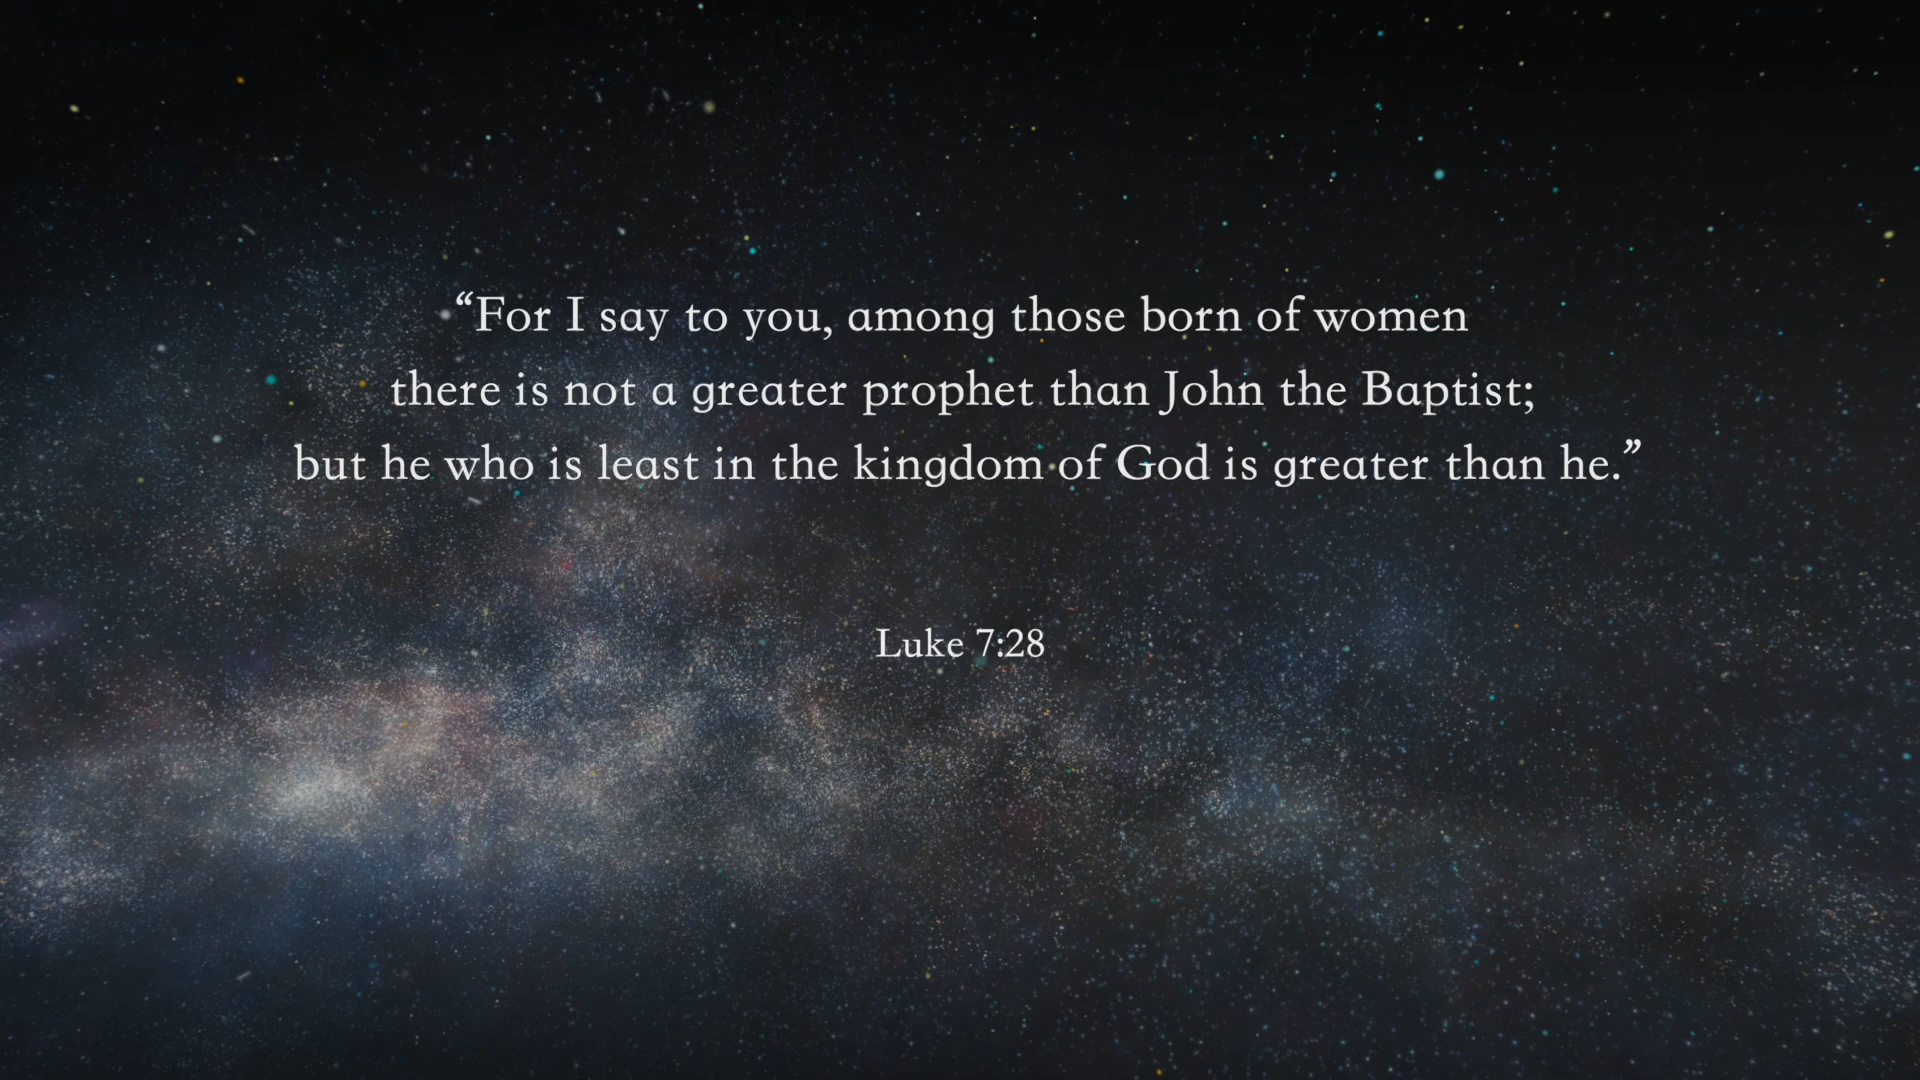 “For I say to you, among those born of women
there is not a greater prophet than John the Baptist;
but he who is least in the kingdom of God is greater than he.”
Luke 7:28